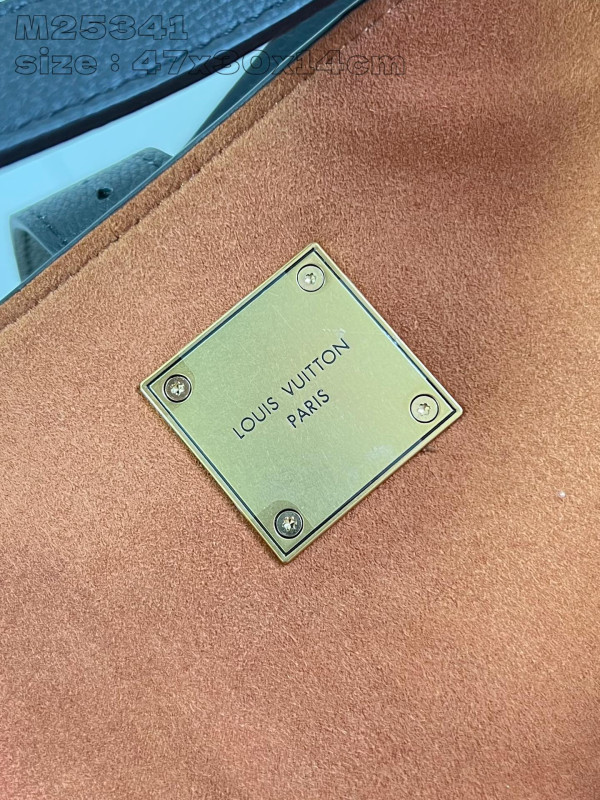 M25341
size : 47x30x14cm
LOUIS VUITTON
PARIS